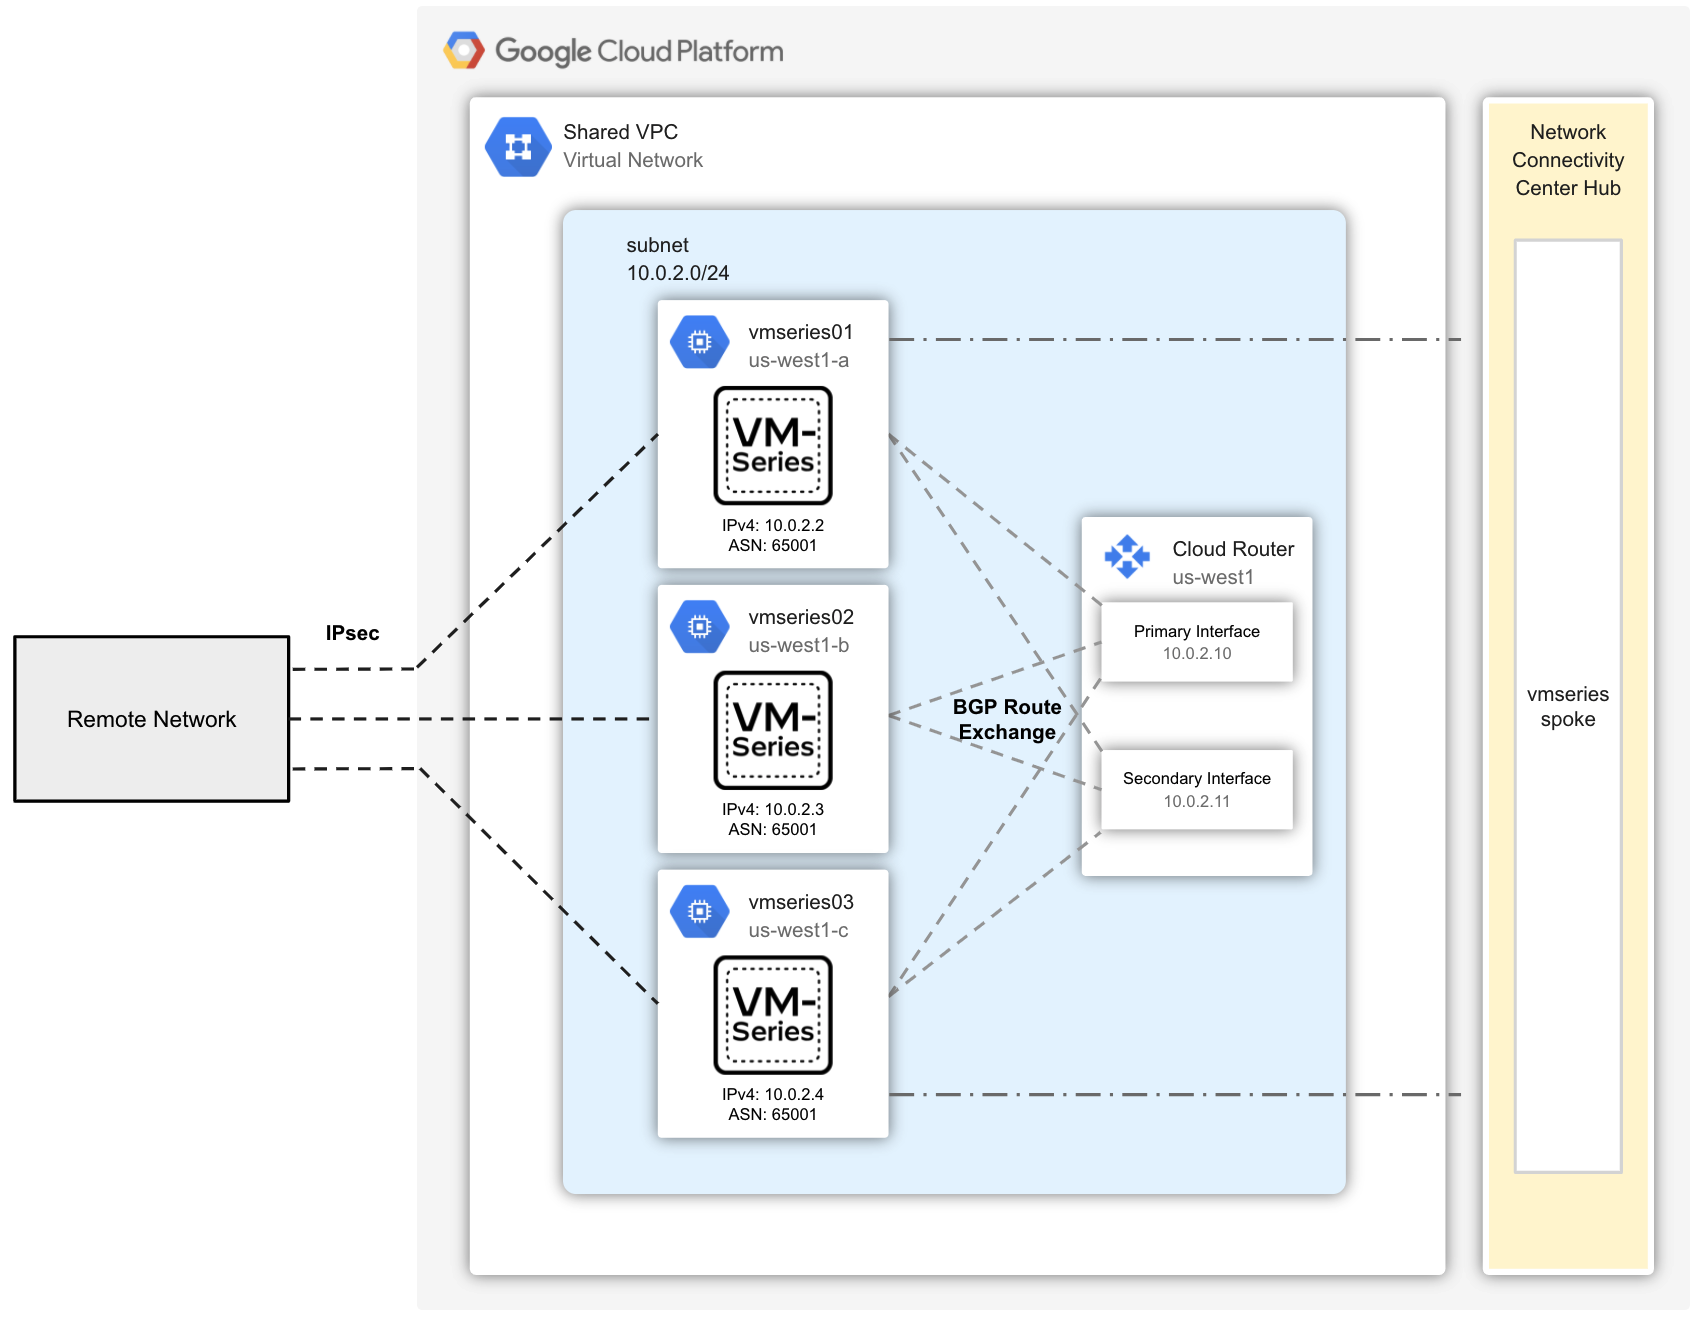 Google Cloud Platform
Shared VPC
Virtual Network
Network
Connectivity
Center Hub
subnet
10.0.2.0/24
vmseries01
us-west1-a
VM-
Series
IPv4: 10.0.2.2
ASN: 65001
Cloud Router
us-west1
Primary Interface
10.0.2.10
Secondary Interface
10.0.2.11
vmseries02
us-west1-b
VM-
Series
IPv4: 10.0.2.3
ASN: 65001
BGP Route
Exchange
IPsec
Remote Network
vmseries
spoke
vmseries03
us-west1-c
VM-
Series
IPv4: 10.0.2.4
ASN: 65001